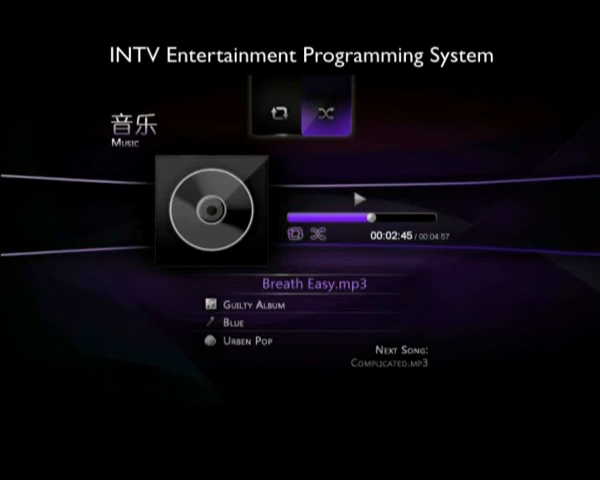 INTV Entertainment Programming System
音乐
Music
00:02:45 / 00:04:57
Breath Easy.mp3
Guilty Album
Blue
Urben Pop
Next Song:
Complicated.mp3